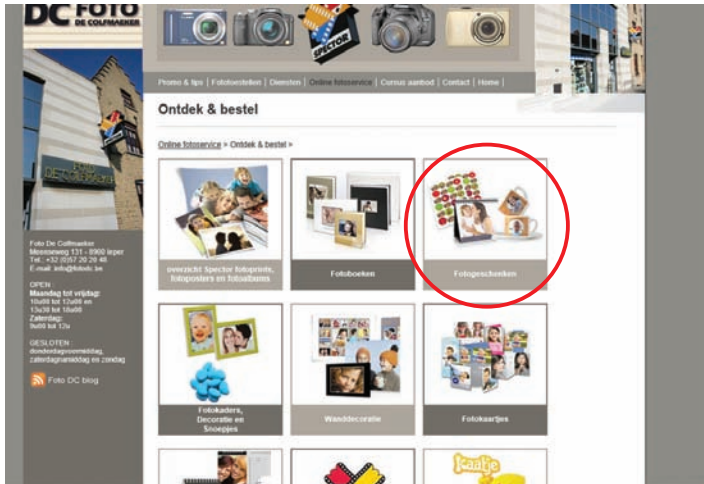 DC FOTO
DE COLFMAEKER
SPECTOR
Promo & tips | Fototoestellen | Diensten | Online fotoservice | Cursus aanbod | Contact | Home |
Ontdek & bestel
Online fotoservice > Ontdek & bestel >
FOTO
DE COLFMAEKER
overzicht Spector fotoprints,
fotoposters en fotoalbums
Fotoboeken
Fotogeschenken
Foto De Colfmaeker
Meenseweg 131 - 8900 Ieper
Tel.: +32 (0)57 20 20 48
E-mail: info@fotodc.be
OPEN :
Maandag tot vrijdag:
10u00 tot 12u00 en
13u30 tot 18u00
Zaterdag:
9u00 tot 12u
GESLOTEN :
donderdagvoormiddag,
zaterdagnamiddag en zondag
Foto DC blog
Fotokaders,
Decoratie en
Snoepjes
Wanddecoratie
Fotokaartjes
Kaatje